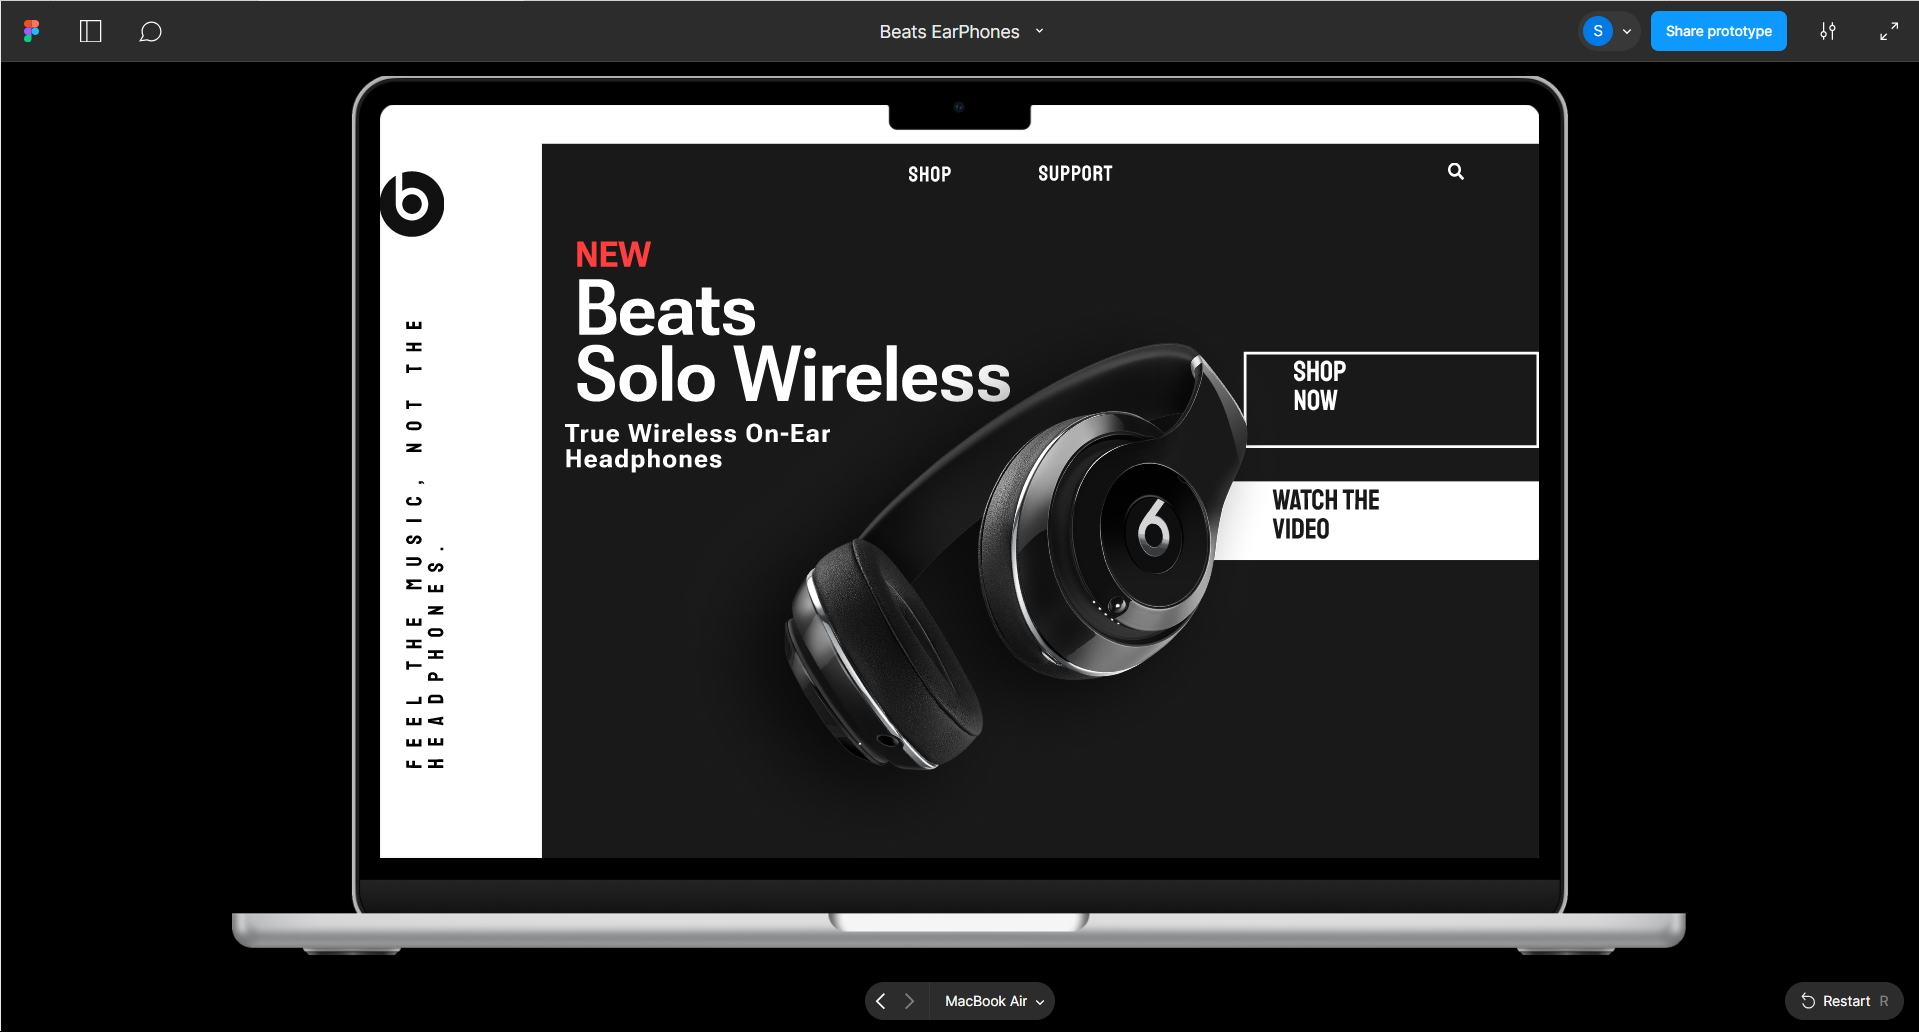 Beats EarPhones
S
Share prototype
b
SHOP
SUPPORT
NEW
Beats
Solo Wireless
True Wireless On-Ear
Headphones
SHOP
NOW
WATCH THE
VIDEO
FEEL THE MUSIC, NOT THE
HEADPHONES.
MacBook Air
Restart R